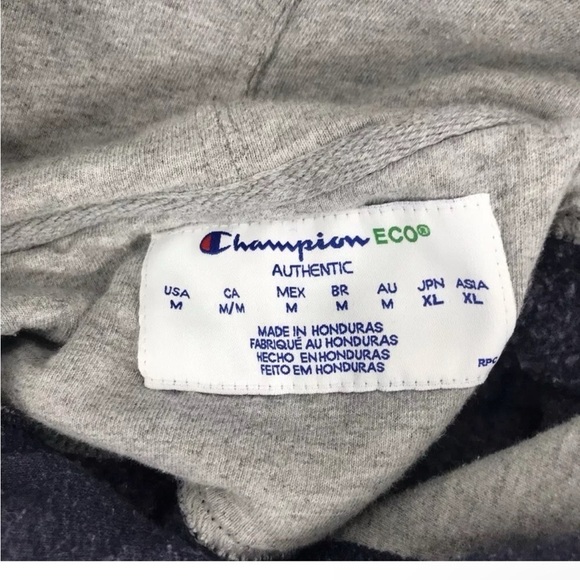 Champion ECO®
AUTHENTIC
USA CA MEX BR AU JPN ASIA
M M/M M M M XL XL
MADE IN HONDURAS
FABRIQUÉ AU HONDURAS
HECHO EN HONDURAS
FEITO EM HONDURAS